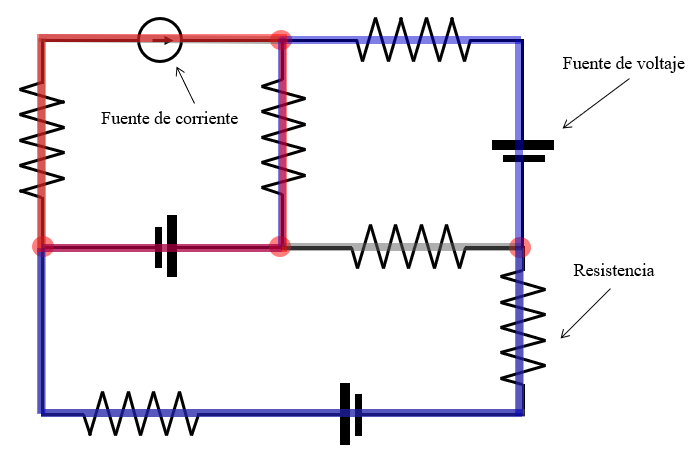 Fuente de voltaje
Fuente de corriente
Resistencia